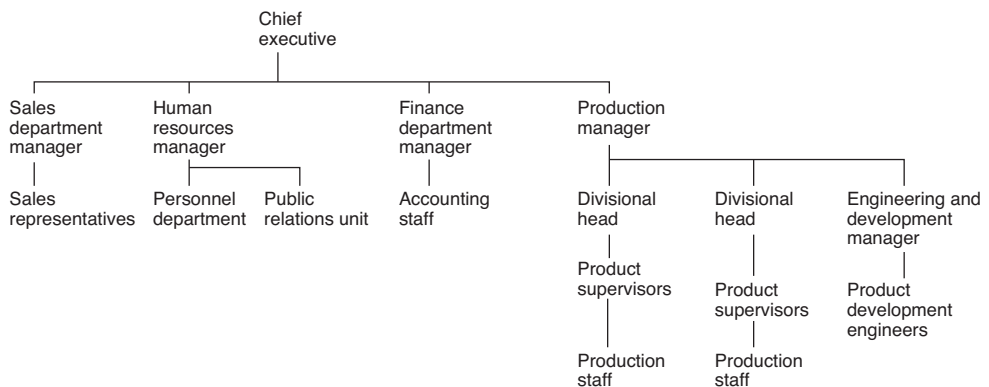 Chief
executive
Sales
department
manager
Human
resources
manager
Finance
department
manager
Production
manager
Sales
representatives
Personnel
department
Public
relations unit
Accounting
staff
Divisional
head
Divisional
head
Engineering and
development
manager
Product
supervisors
Product
supervisors
Product
development
engineers
Production
staff
Production
staff